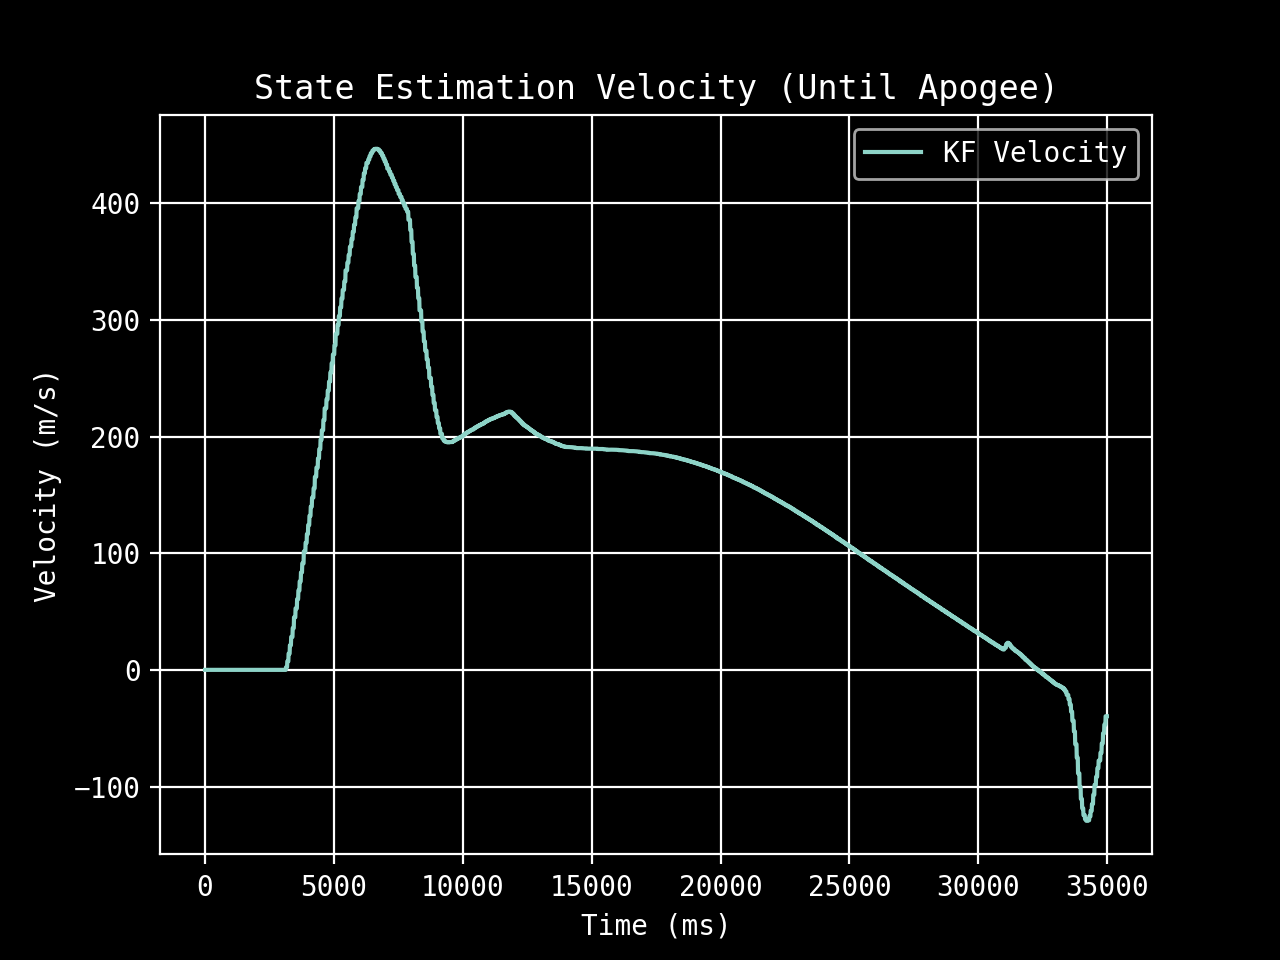 State Estimation Velocity (Until Apogee)
KF Velocity
Velocity (m/s)
400
300
200
100
0
−100
0 5000 10000 15000 20000 25000 30000 35000
Time (ms)